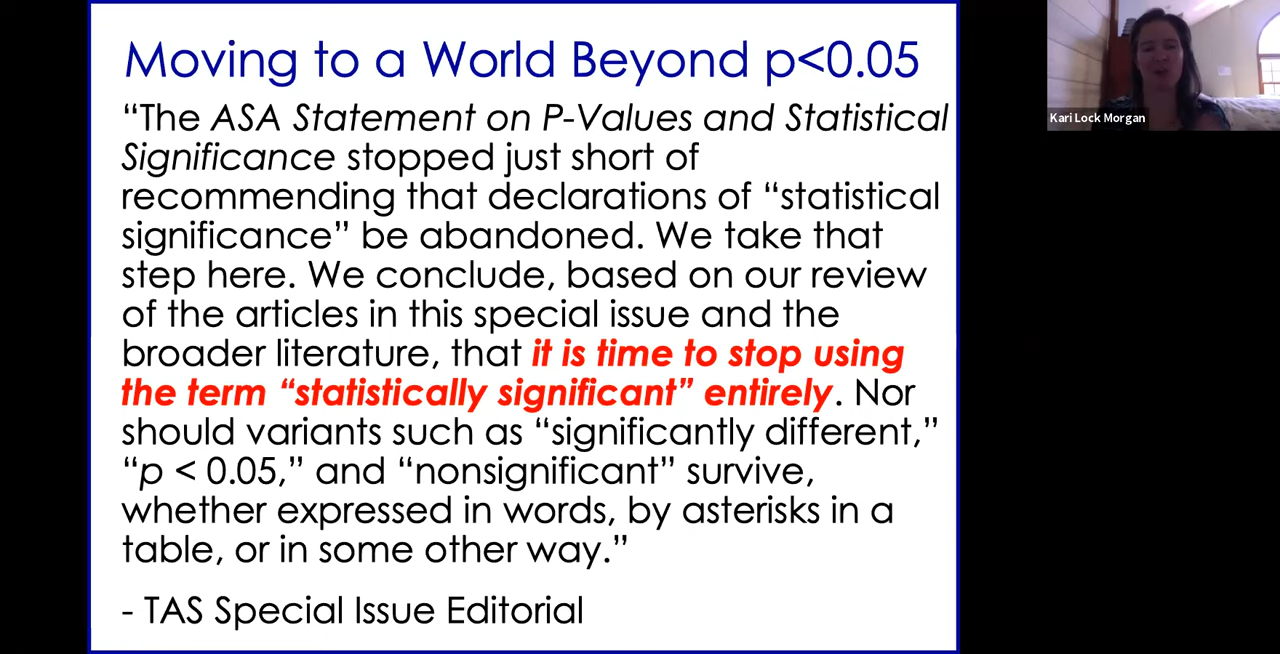 Moving to a World Beyond p<0.05
“The ASA Statement on P-Values and Statistical
Significance stopped just short of
recommending that declarations of “statistical
significance” be abandoned. We take that
step here. We conclude, based on our review
of the articles in this special issue and the
broader literature, that it is time to stop using
the term “statistically significant” entirely. Nor
should variants such as “significantly different,”
“p < 0.05,” and “nonsignificant” survive,
whether expressed in words, by asterisks in a
table, or in some other way.”
- TAS Special Issue Editorial
Kari Lock Morgan